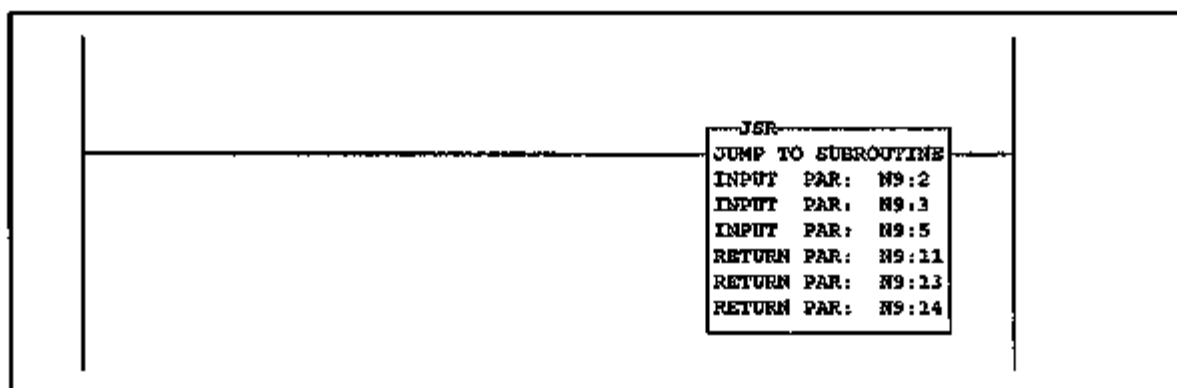 JSR
JUMP TO SUBROUTINE
INPUT PAR: N9:2
INPUT PAR: N9:3
INPUT PAR: N9:5
RETURN PAR: N9:11
RETURN PAR: N9:13
RETURN PAR: N9:14